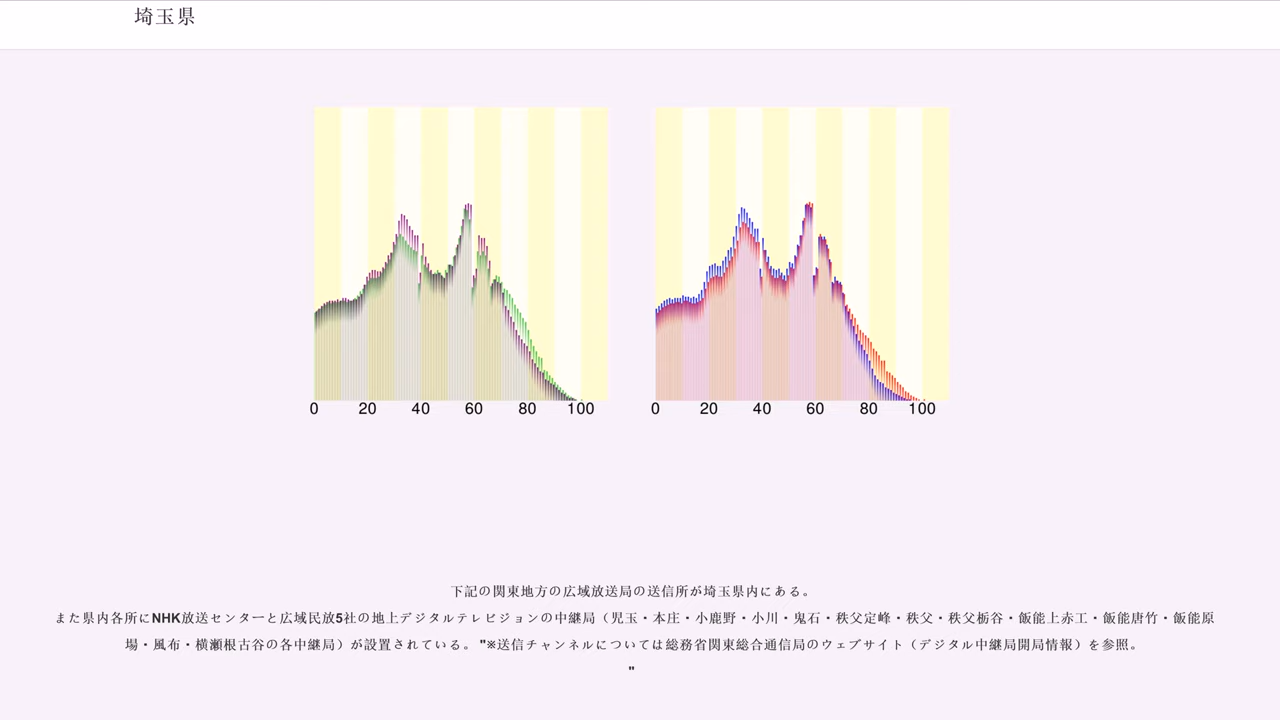 埼玉県
0 20 40 60 80 100
0 20 40 60 80 100
下記の関東地方の広域放送局の送信所が埼玉県内にある。
また県内各所にNHK放送センターと広域民放5社の地上デジタルテレビジョンの中継局（児玉・本庄・小鹿野・小川・鬼石・秩父定峰・秩父・秩父栃谷・飯能上赤工・飯能唐竹・飯能原
場・風布・横瀬根古谷の各中継局）が設置されている。 "※送信チャンネルについては総務省関東総合通信局のウェブサイト（デジタル中継局開局情報）を参照。
"